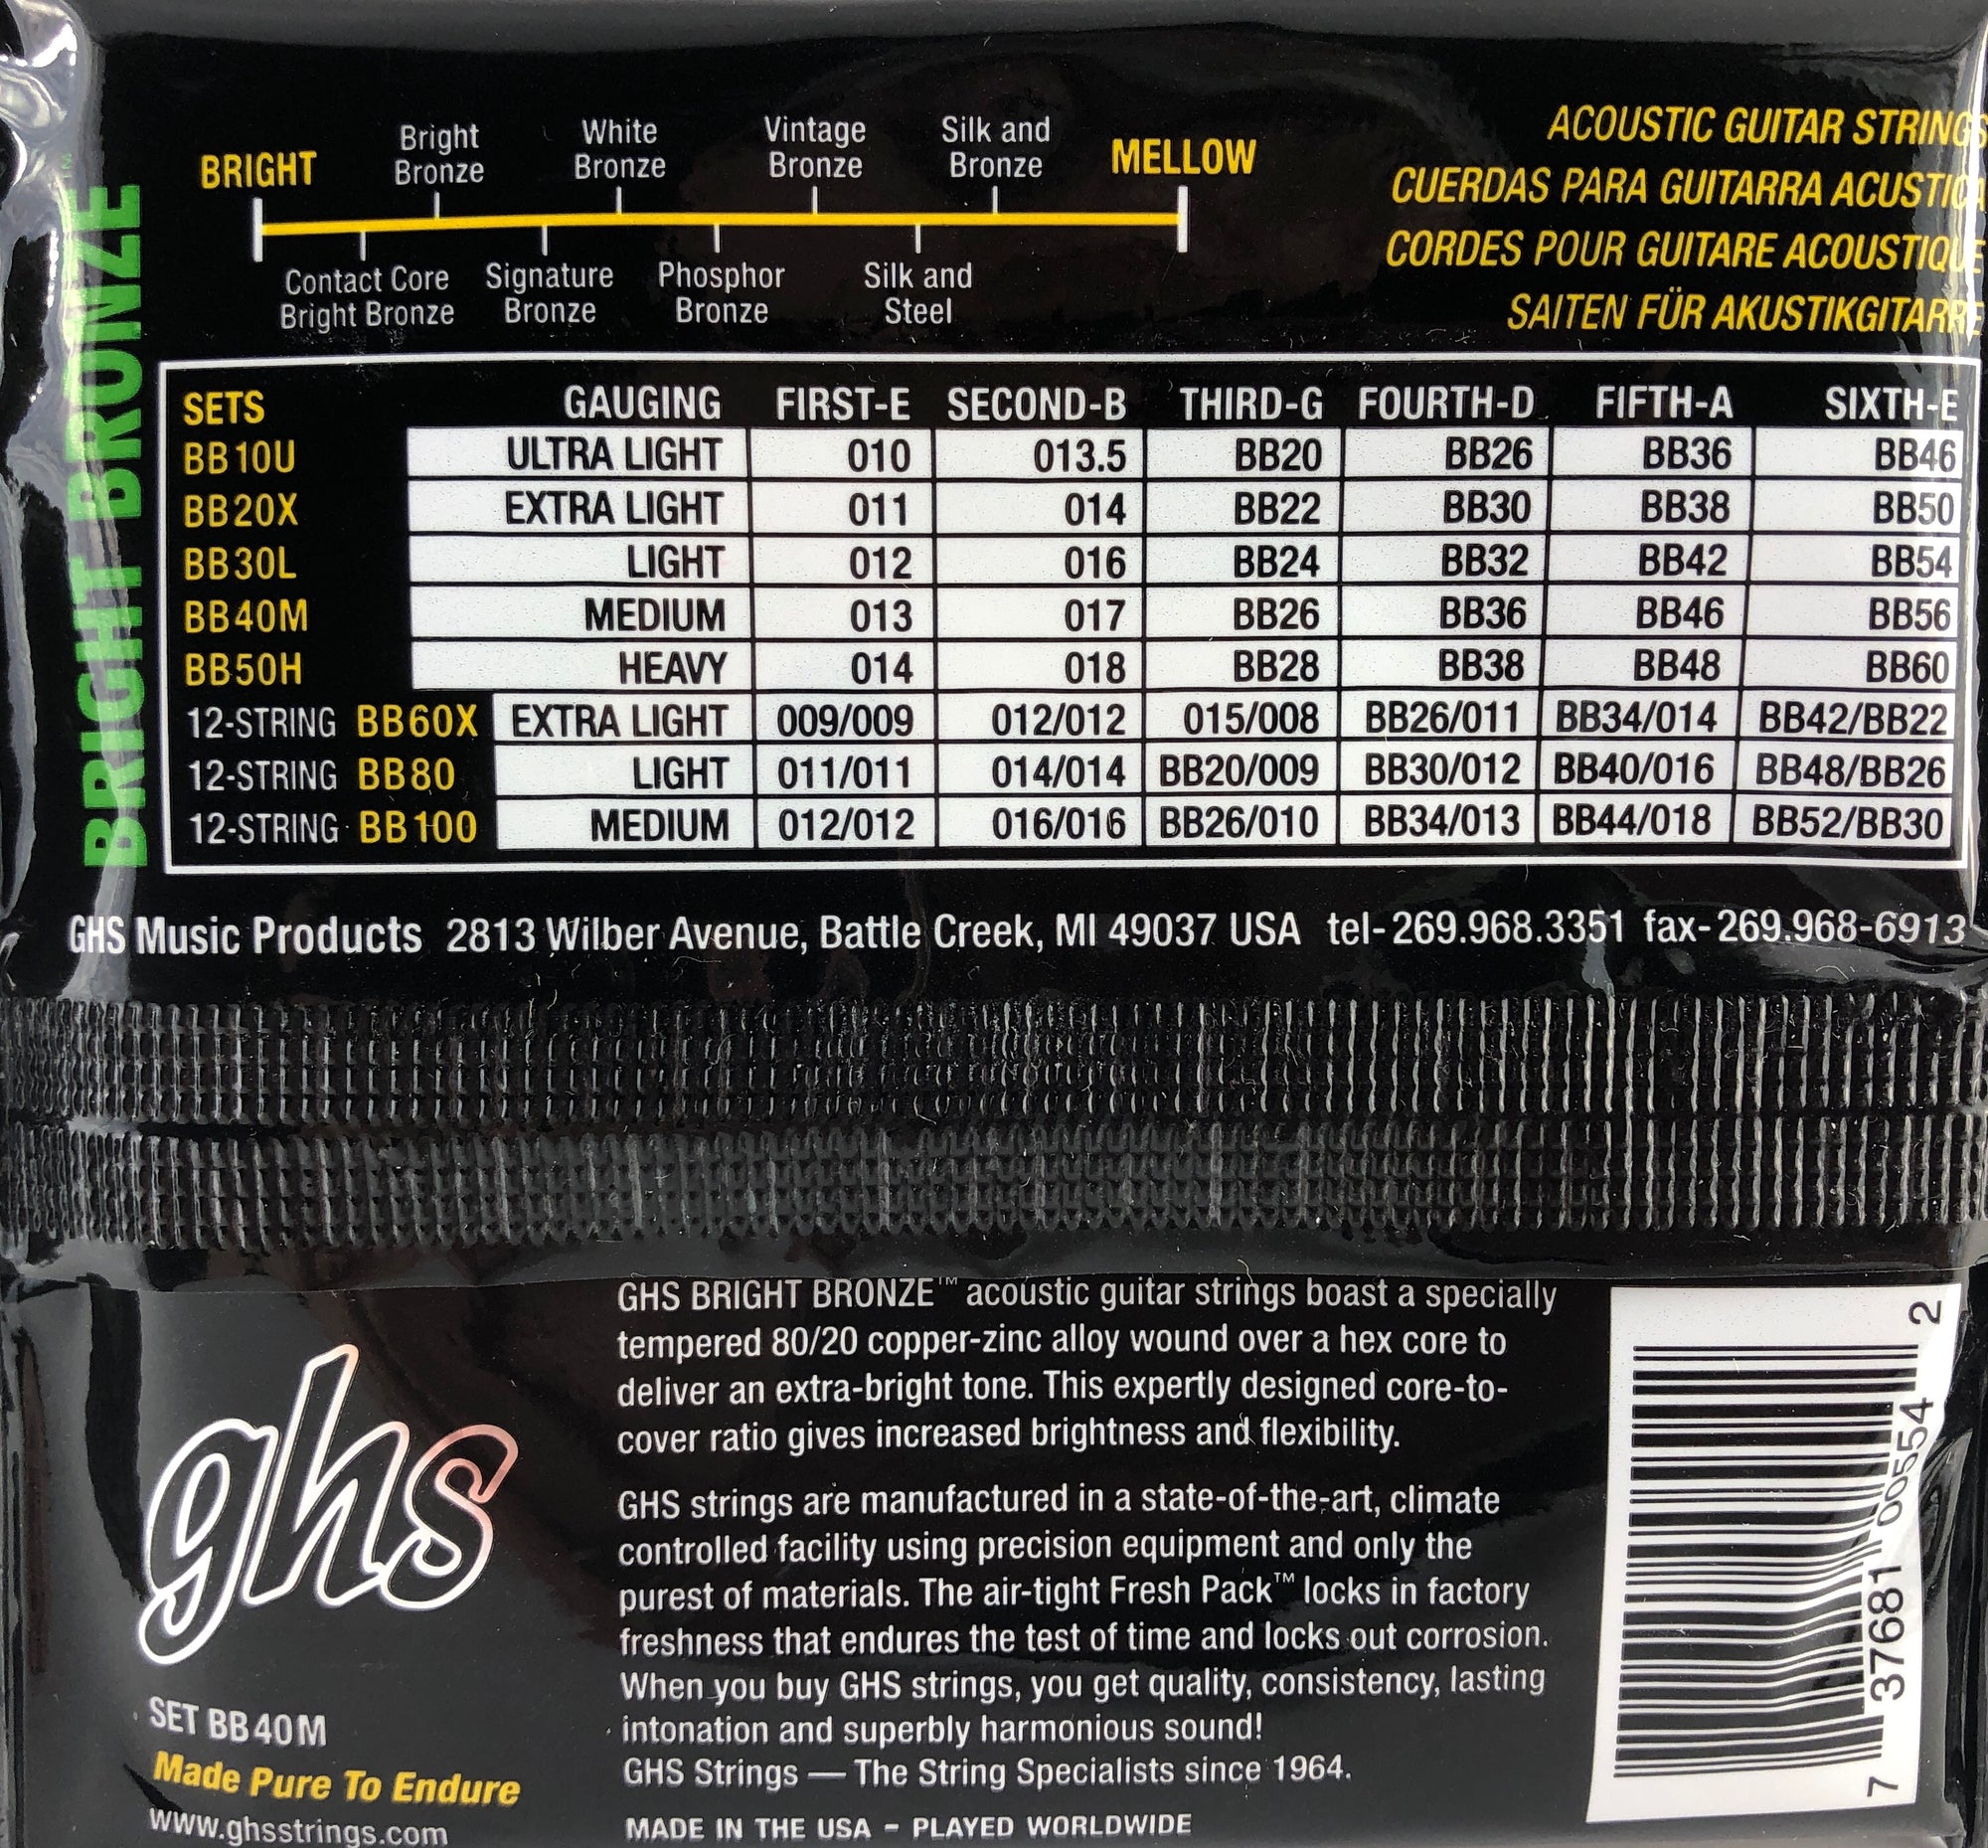 BRIGHT BRONZE
Bright White Vintage Silk and
BRIGHT Bronze Bronze Bronze Bronze MELLOW
Contact Core Signature Phosphor Silk and
Bright Bronze Bronze Bronze Steel
ACOUSTIC GUITAR STRINGS
CUERDAS PARA GUITARRA ACUSTICA
CORDES POUR GUITARE ACOUSTIQUE
SAITEN FÜR AKUSTIKGITARRE
SETS GAUGING FIRST-E SECOND-B THIRD-G FOURTH-D FIFTH-A SIXTH-E
BB10U ULTRA LIGHT 010 013.5 BB20 BB26 BB36 BB46
BB20X EXTRA LIGHT 011 014 BB22 BB30 BB38 BB50
BB30L LIGHT 012 016 BB24 BB32 BB42 BB54
BB40M MEDIUM 013 017 BB26 BB36 BB46 BB56
BB50H HEAVY 014 018 BB28 BB38 BB48 BB60
12-STRING BB60X EXTRA LIGHT 009/009 012/012 015/008 BB26/011 BB34/014 BB42/BB22
12-STRING BB80 LIGHT 011/011 014/014 BB20/009 BB30/012 BB40/016 BB48/BB26
12-STRING BB100 MEDIUM 012/012 016/016 BB26/010 BB34/013 BB44/018 BB52/BB30
GHS Music Products 2813 Wilber Avenue, Battle Creek, MI 49037 USA tel-269.968.3351 fax-269.968-6913
GHS BRIGHT BRONZE™ acoustic guitar strings boast a specially
tempered 80/20 copper-zinc alloy wound over a hex core to
deliver an extra-bright tone. This expertly designed core-to-
cover ratio gives increased brightness and flexibility.
GHS strings are manufactured in a state-of-the-art, climate
controlled facility using precision equipment and only the
purest of materials. The air-tight Fresh Pack™ locks in factory
freshness that endures the test of time and locks out corrosion.
When you buy GHS strings, you get quality, consistency, lasting
intonation and superbly harmonious sound!
GHS Strings — The String Specialists since 1964.
MADE IN THE USA - PLAYED WORLDWIDE
ghs
SET BB40M
Made Pure To Endure
www.ghsstrings.com
7 37681 00554 2